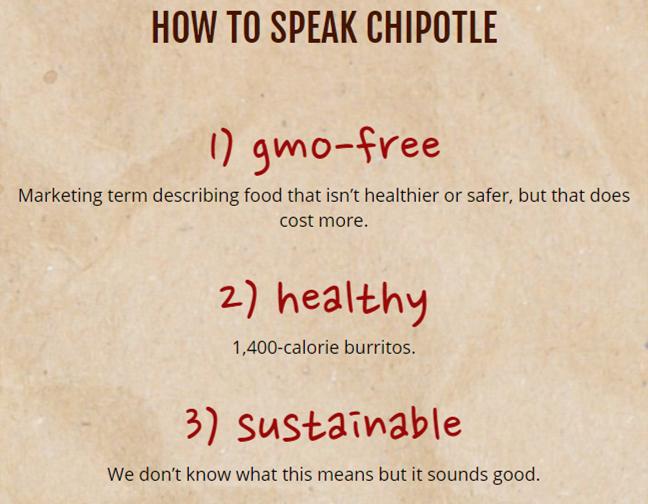 HOW TO SPEAK CHIPOTLE
1) gmo-free
Marketing term describing food that isn't healthier or safer, but that does
cost more.
2) healthy
1,400-calorie burritos.
3) sustainable
We don't know what this means but it sounds good.